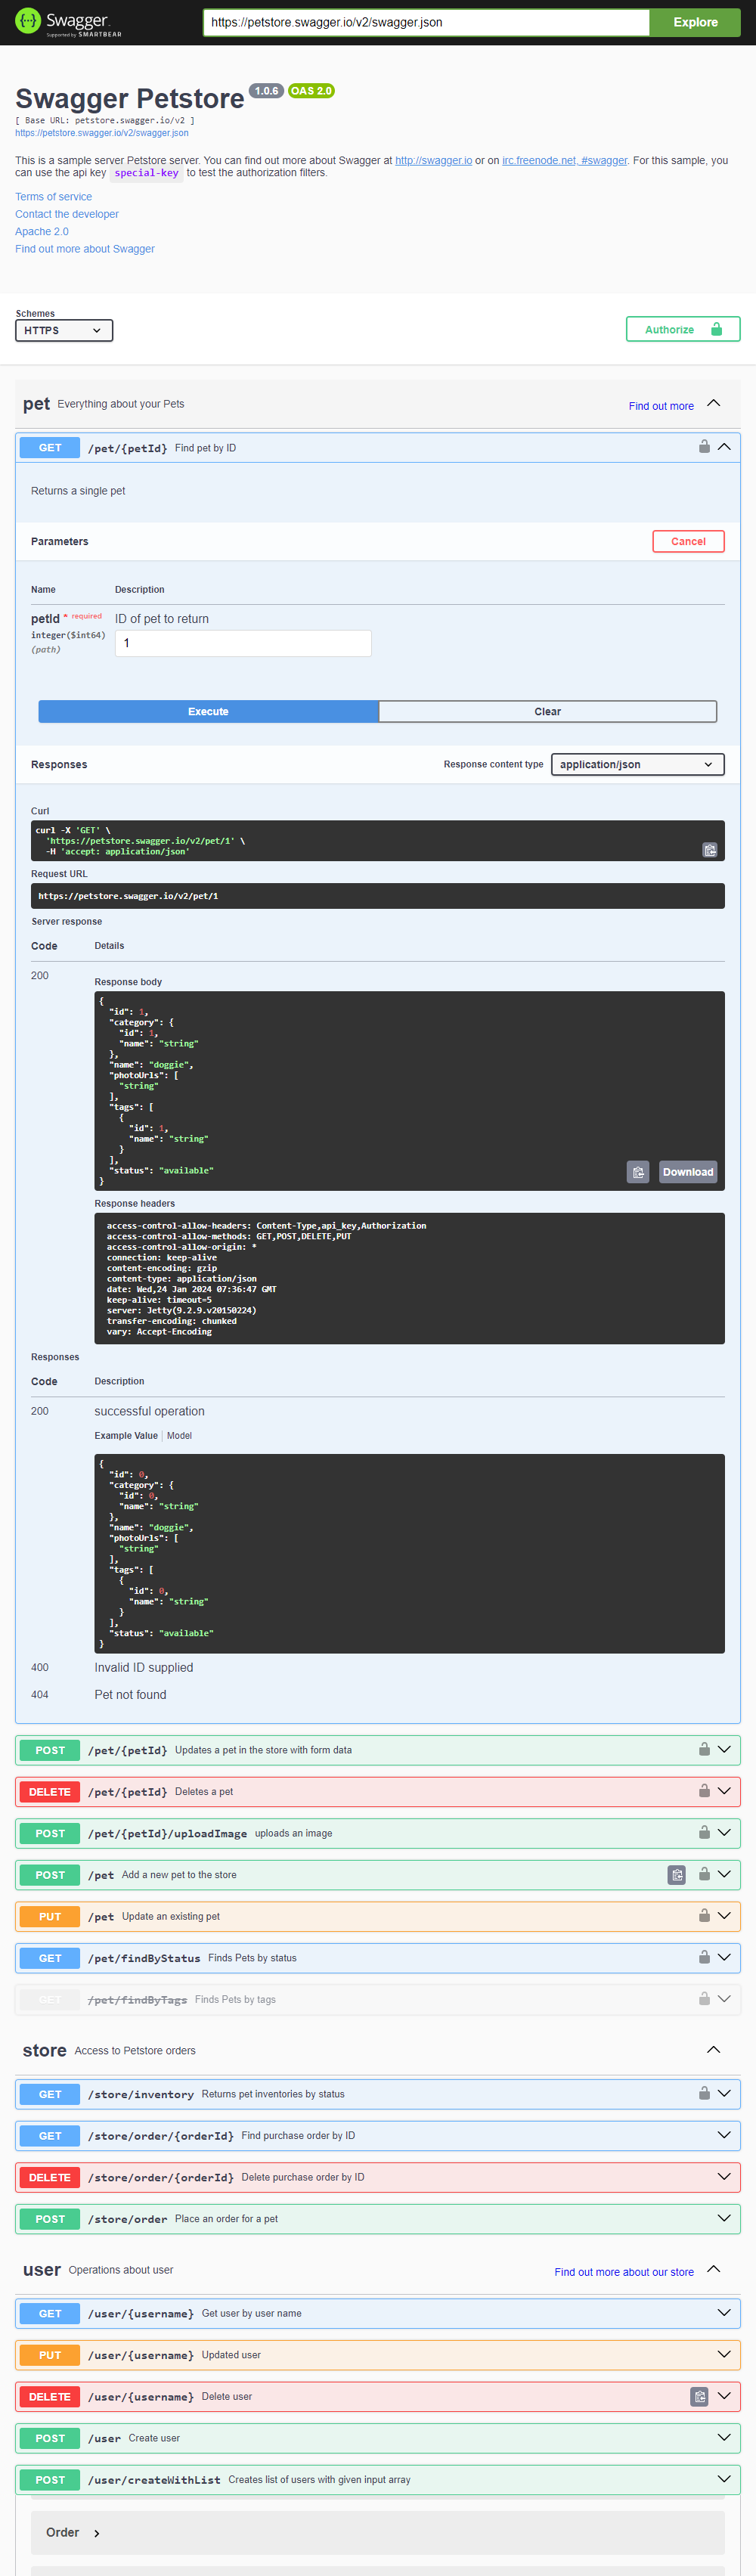 Swagger
Supported by SMARTBEAR
https://petstore.swagger.io/v2/swagger.json
Explore
Swagger Petstore 1.0.6 OAS 2.0
[ Base URL: petstore.swagger.io/v2 ]
https://petstore.swagger.io/v2/swagger.json
This is a sample server Petstore server. You can find out more about Swagger at http://swagger.io or on irc.freenode.net, #swagger. For this sample, you
can use the api key special-key to test the authorization filters.
Terms of service
Contact the developer
Apache 2.0
Find out more about Swagger
Schemes
HTTPS
Authorize
pet Everything about your Pets Find out more
GET /pet/{petId} Find pet by ID
Returns a single pet
Parameters Cancel
Name Description
petId * required ID of pet to return
integer($int64) 1
(path)
Execute Clear
Responses Response content type application/json
Curl
curl -X 'GET' \
'https://petstore.swagger.io/v2/pet/1' \
-H 'accept: application/json'
Request URL
https://petstore.swagger.io/v2/pet/1
Server response
Code Details
200
Response body
{
"id": 1,
"category": {
"id": 1,
"name": "string"
},
"name": "doggie",
"photoUrls": [
"string"
],
"tags": [
{
"id": 1,
"name": "string"
}
],
"status": "available"
}
Download
Response headers
access-control-allow-headers: Content-Type,api_key,Authorization
access-control-allow-methods: GET,POST,DELETE,PUT
access-control-allow-origin: *
connection: keep-alive
content-encoding: gzip
content-type: application/json
date: Wed,24 Jan 2024 07:36:47 GMT
keep-alive: timeout=5
server: Jetty(9.2.9.v20150224)
transfer-encoding: chunked
vary: Accept-Encoding
Responses
Code Description
200 successful operation
Example Value Model
{
"id": 0,
"category": {
"id": 0,
"name": "string"
},
"name": "doggie",
"photoUrls": [
"string"
],
"tags": [
{
"id": 0,
"name": "string"
}
],
"status": "available"
}
400 Invalid ID supplied
404 Pet not found
POST /pet/{petId} Updates a pet in the store with form data
DELETE /pet/{petId} Deletes a pet
POST /pet/{petId}/uploadImage uploads an image
POST /pet Add a new pet to the store
PUT /pet Update an existing pet
GET /pet/findByStatus Finds Pets by status
GET /pet/findByTags Finds Pets by tags
store Access to Petstore orders
GET /store/inventory Returns pet inventories by status
GET /store/order/{orderId} Find purchase order by ID
DELETE /store/order/{orderId} Delete purchase order by ID
POST /store/order Place an order for a pet
user Operations about user Find out more about our store
GET /user/{username} Get user by user name
PUT /user/{username} Updated user
DELETE /user/{username} Delete user
POST /user Create user
POST /user/createWithList Creates list of users with given input array
Order